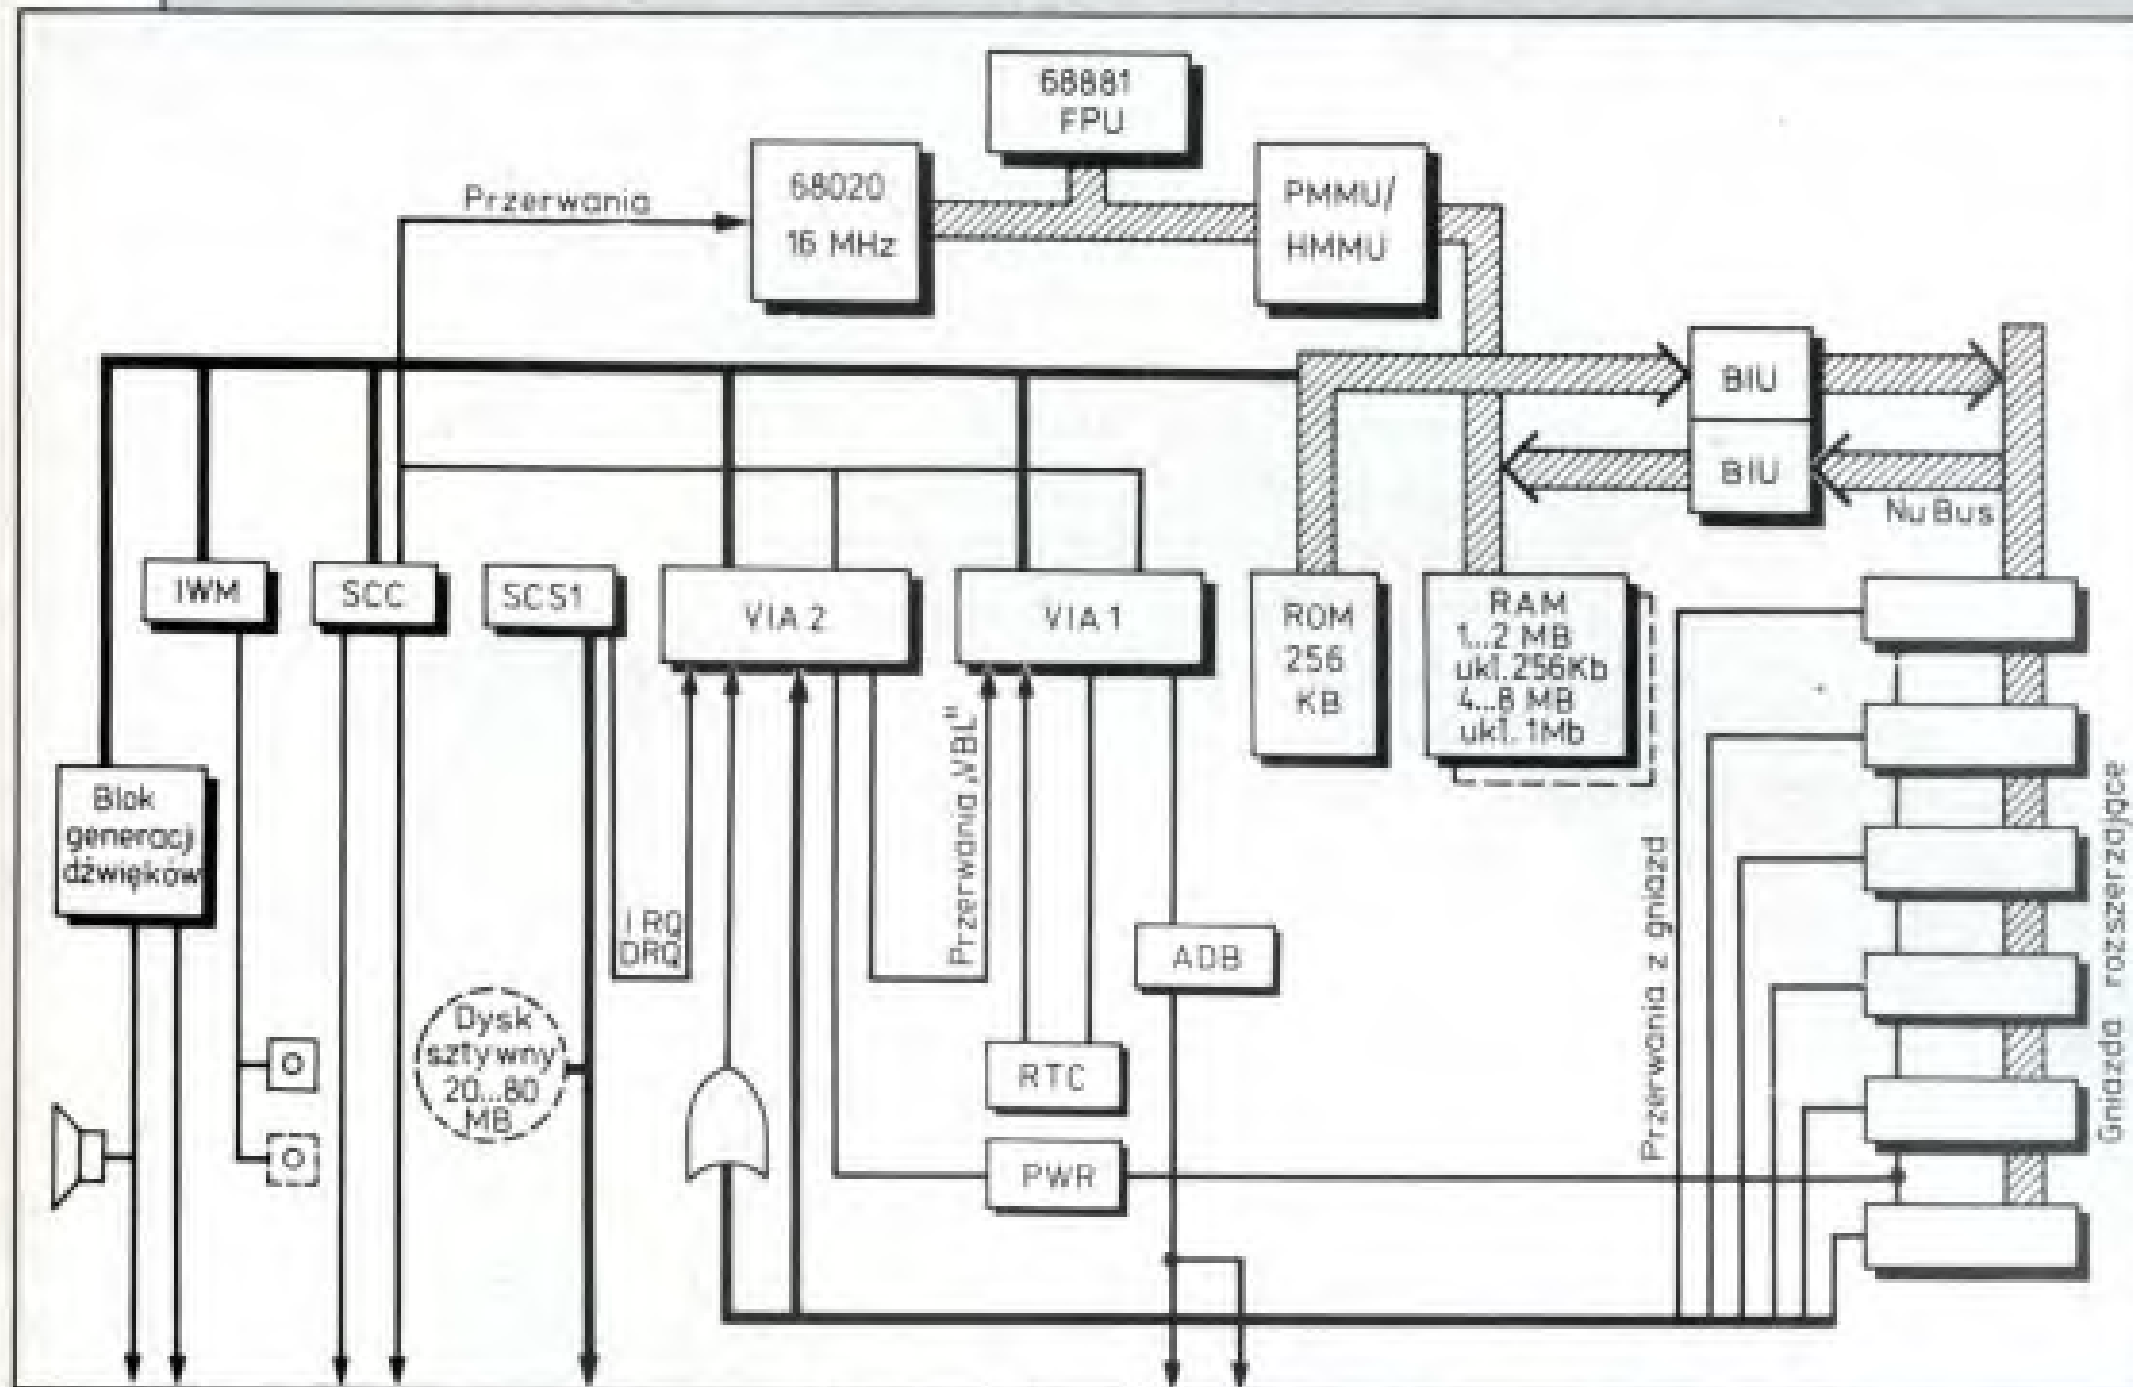 68881
FPU
68020
16 MHz
PMMU/
HMMU
Przerwania
BIU
BIU
NuBus
IWM
SCC
SCS1
VIA 2
VIA 1
ROM
256
KB
RAM
1...2 MB
ukł.256Kb
4...8 MB
ukł. 1Mb
Blok
generacji
dźwięków
IRQ
DRQ
Przerwania „VBL"
ADB
Dysk
sztywny
20...80
MB
RTC
PWR
Przerwania z gniazd
Gniazda rozszerzające